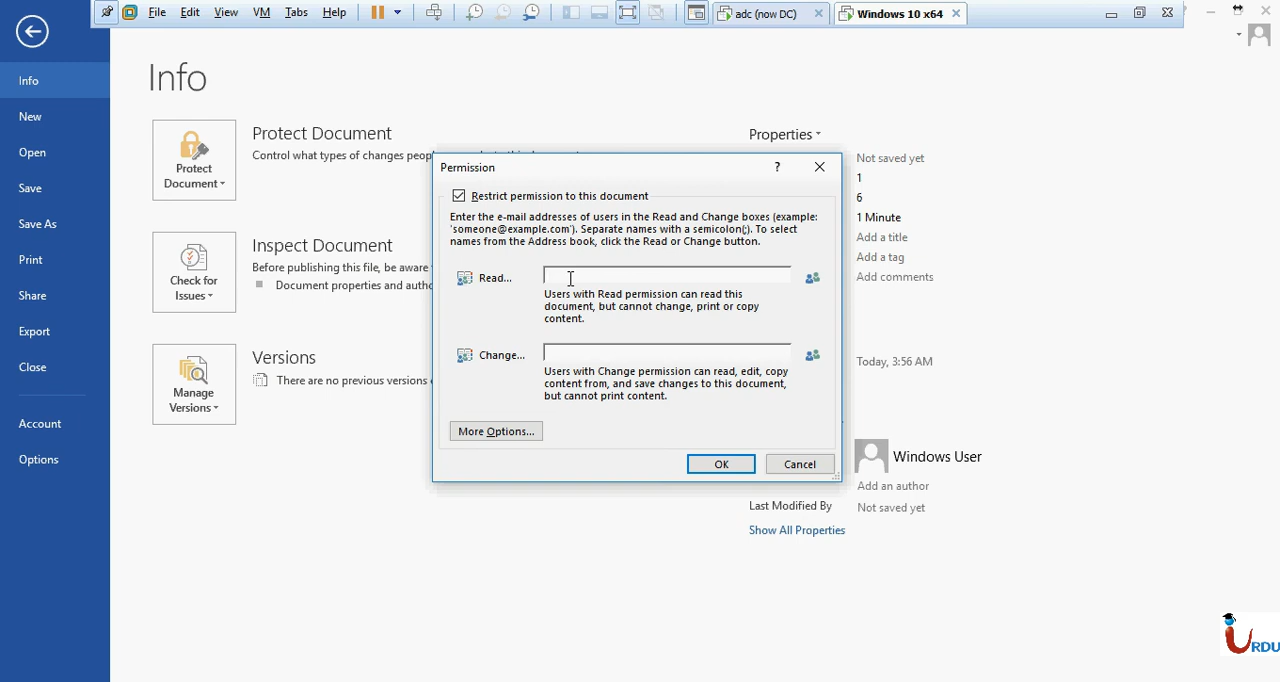 File Edit View VM Tabs Help adc (now DC) Windows 10 x64
Info
New
Open
Save
Save As
Print
Share
Export
Close
Account
Options
Info
Protect Document
Protect Document
Control what types of changes peop
Check for Issues
Inspect Document
Before publishing this file, be aware
Document properties and autho
Manage Versions
Versions
There are no previous versions
Permission
?
Restrict permission to this document
Enter the e-mail addresses of users in the Read and Change boxes (example:
'someone@example.com'). Separate names with a semicolon(;). To select
names from the Address book, click the Read or Change button.
Read...
Users with Read permission can read this
document, but cannot change, print or copy
content.
Change...
Users with Change permission can read, edit, copy
content from, and save changes to this document,
but cannot print content.
More Options...
OK Cancel
Properties
Not saved yet
1
6
1 Minute
Add a title
Add a tag
Add comments
Today, 3:56 AM
Windows User
Add an author
Last Modified By Not saved yet
Show All Properties
iURDU